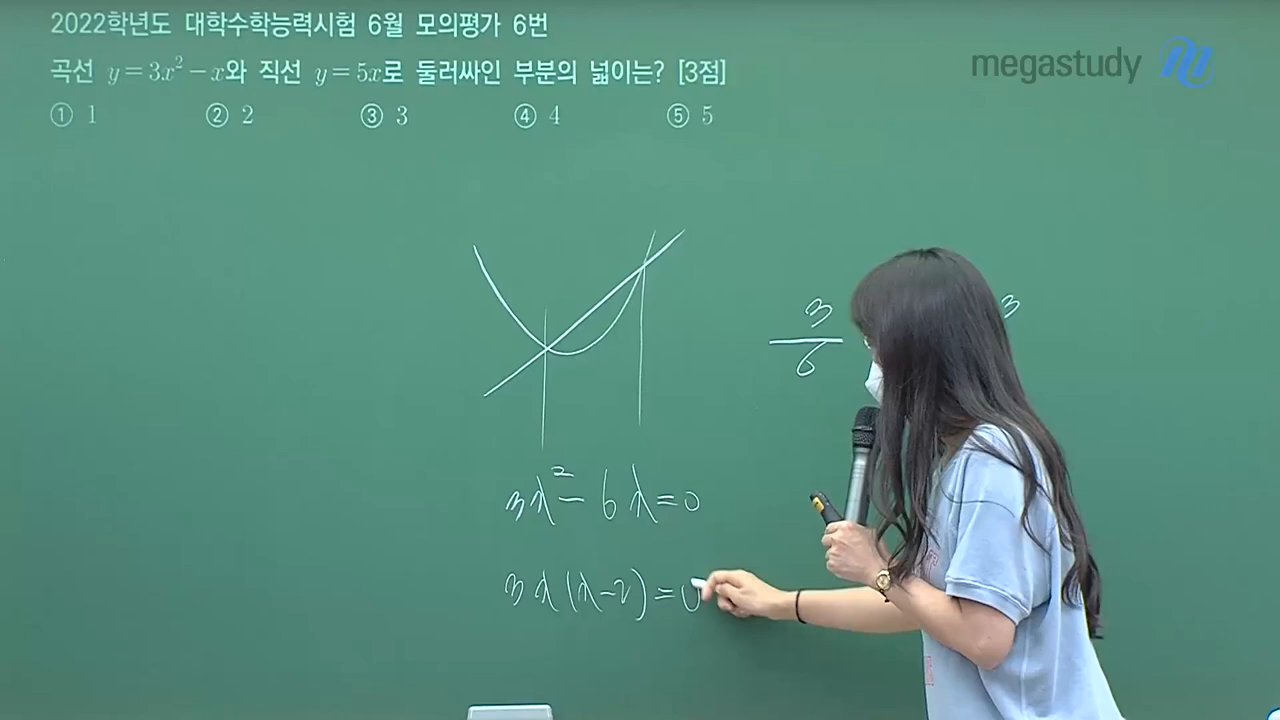 2022학년도 대학수학능력시험 6월 모의평가 6번
곡선 y=3x²-x와 직선 y=5x로 둘러싸인 부분의 넓이는? [3점]
① 1 ② 2 ③ 3 ④ 4 ⑤ 5
megastudy m
3
6
3
3x²-6x=0
3x(x-2)=0